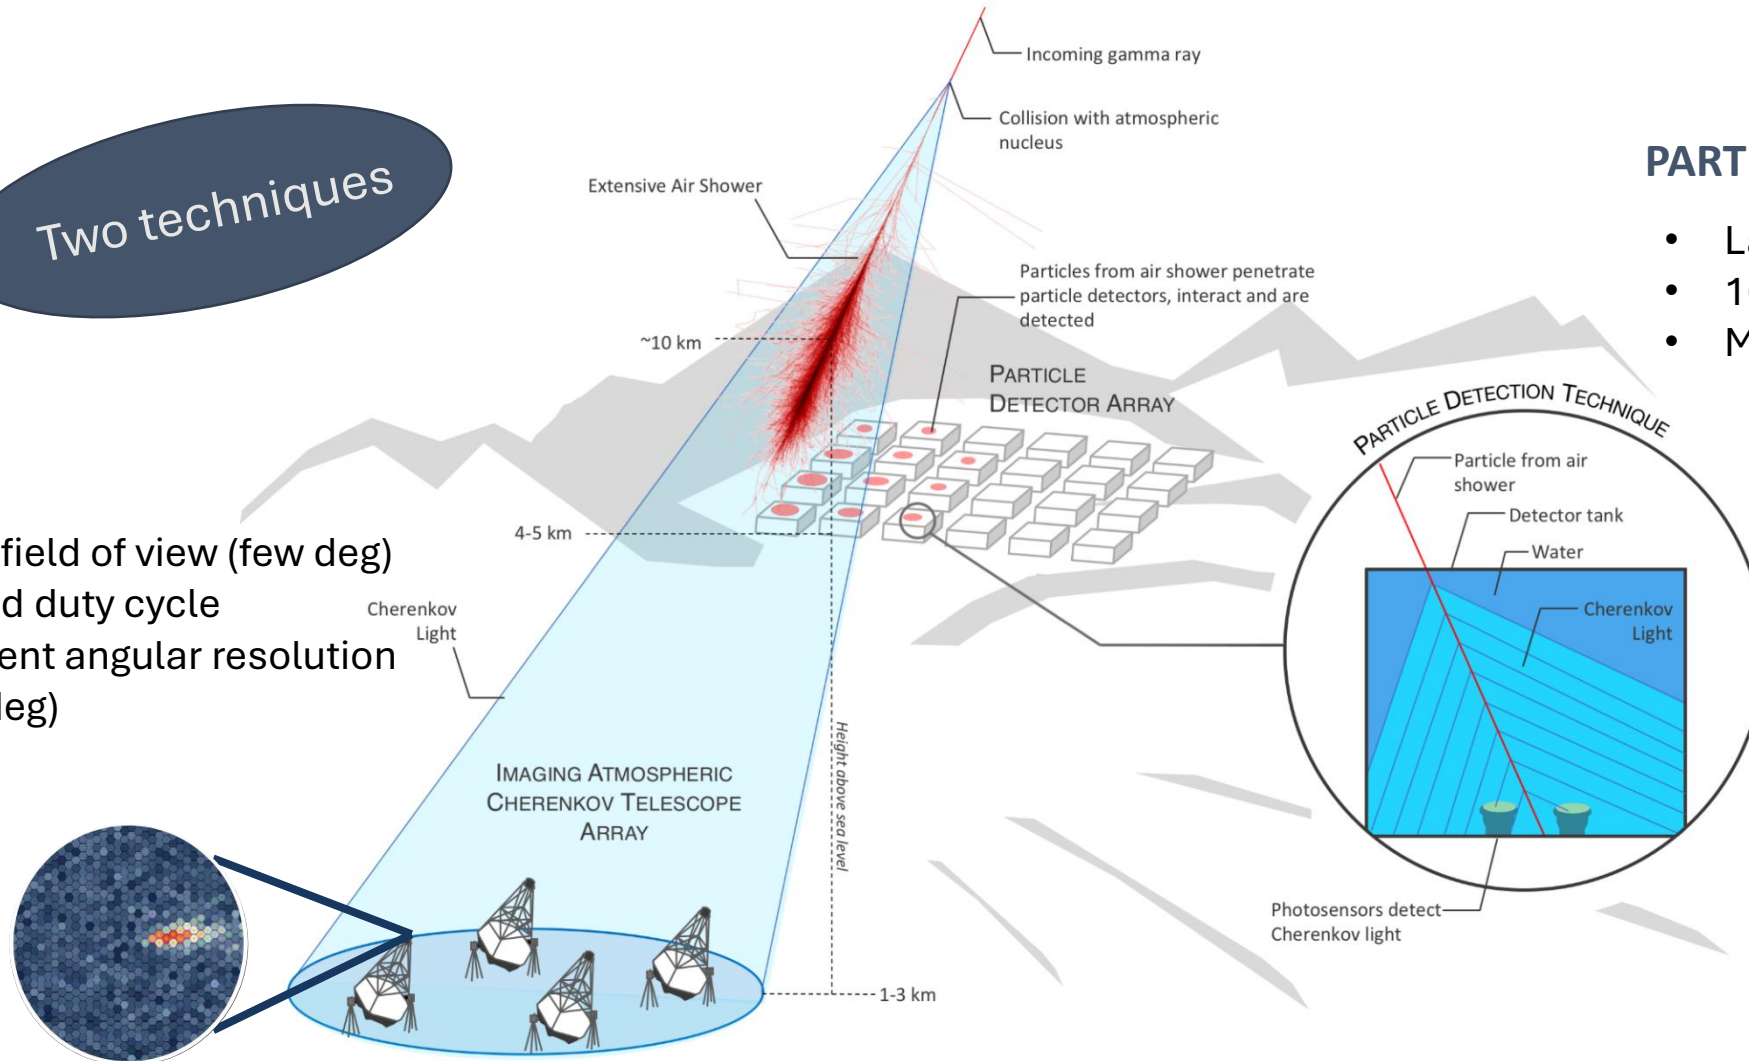 Two techniques
field of view (few deg)
d duty cycle
ent angular resolution
deg)
Incoming gamma ray
Collision with atmospheric
nucleus
Extensive Air Shower
Particles from air shower penetrate
particle detectors, interact and are
detected
~10 km
PARTICLE
DETECTOR ARRAY
4-5 km
Cherenkov
Light
Height above sea level
IMAGING ATMOSPHERIC
CHERENKOV TELESCOPE
ARRAY
1-3 km
PART
• La
• 1
• M
PARTICLE DETECTION TECHNIQUE
Particle from air
shower
Detector tank
Water
Cherenkov
Light
Photosensors detect
Cherenkov light